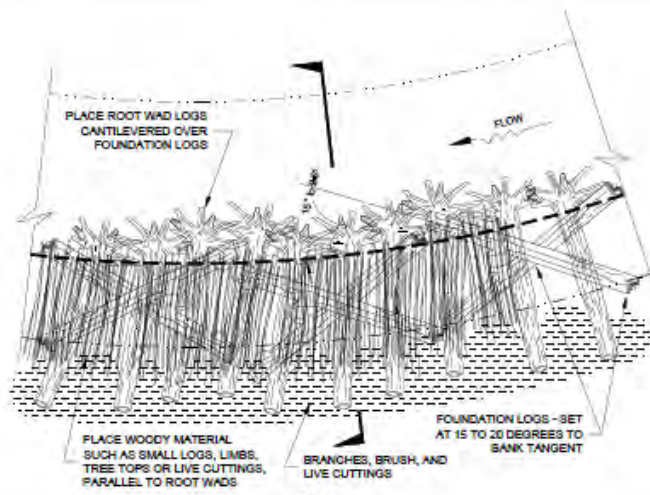 PLACE ROOT WAD LOGS
CANTILEVERED OVER
FOUNDATION LOGS
FLOW
PLACE WOODY MATERIAL
SUCH AS SMALL LOGS, LIMBS,
TREE TOPS OR LIVE CUTTINGS,
PARALLEL TO ROOT WADS
BRANCHES, BRUSH, AND
LIVE CUTTINGS
FOUNDATION LOGS - SET
AT 15 TO 20 DEGREES TO
BANK TANGENT